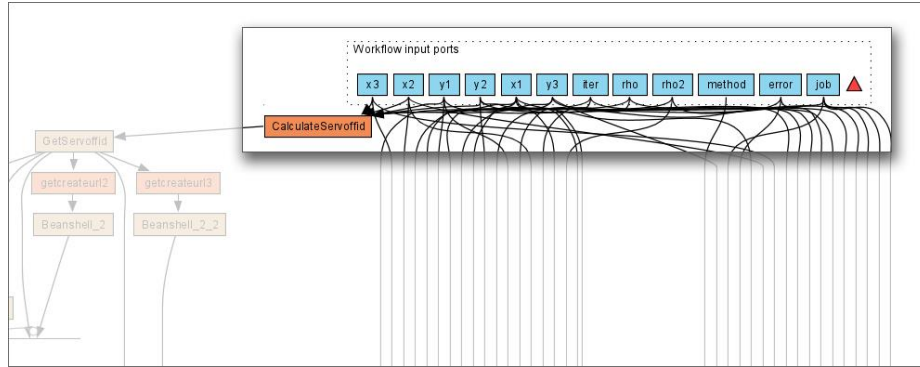 Workflow input ports
x3 x2 y1 y2 x1 y3 iter rho rho2 method error job
CalculateServoffid
GetServoffid
getcreateurl2 getcreateurl3
Beanshell_2 Beanshell_2_2